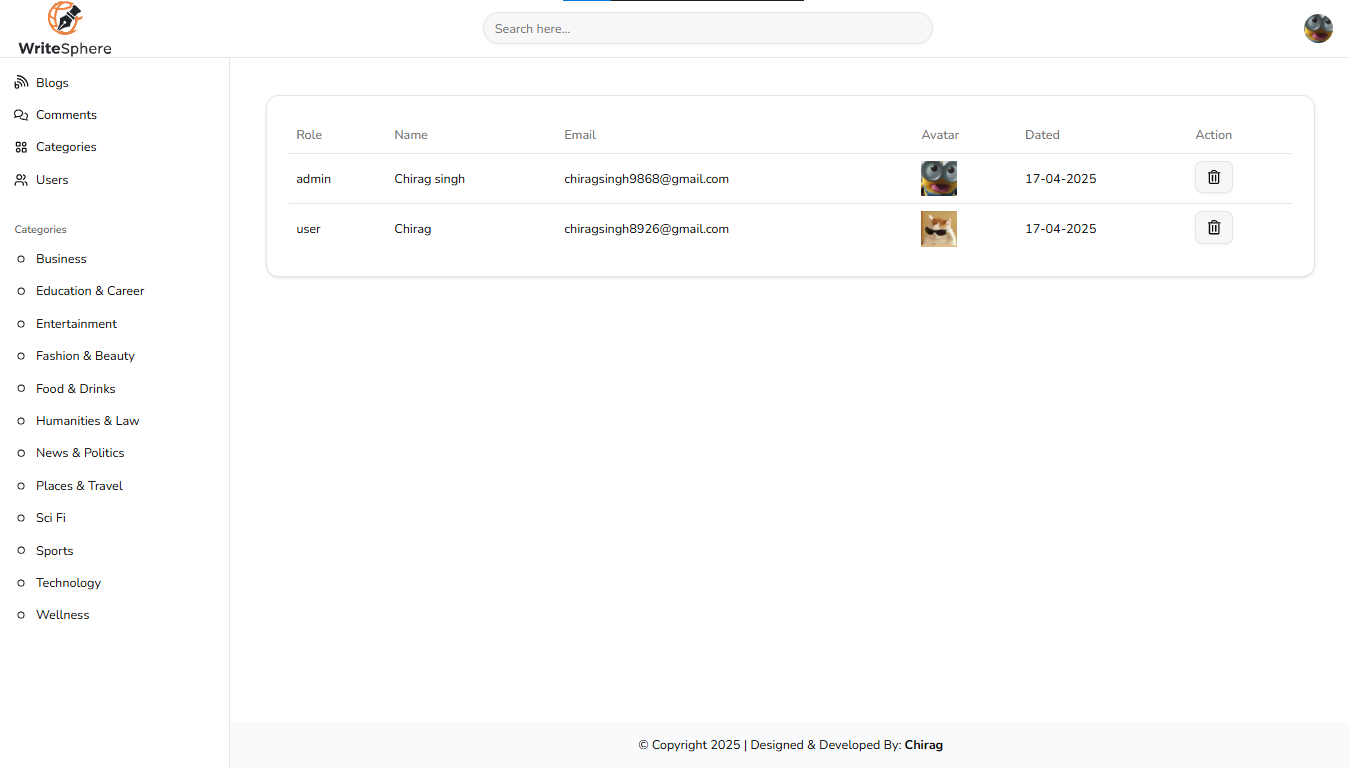 WriteSphere
Search here...
Blogs
Comments
Categories
Users
Categories
Business
Education & Career
Entertainment
Fashion & Beauty
Food & Drinks
Humanities & Law
News & Politics
Places & Travel
Sci Fi
Sports
Technology
Wellness
Role Name Email Avatar Dated Action
admin Chirag singh chiragsingh9868@gmail.com 17-04-2025
user Chirag chiragsingh8926@gmail.com 17-04-2025
© Copyright 2025 | Designed & Developed By: Chirag